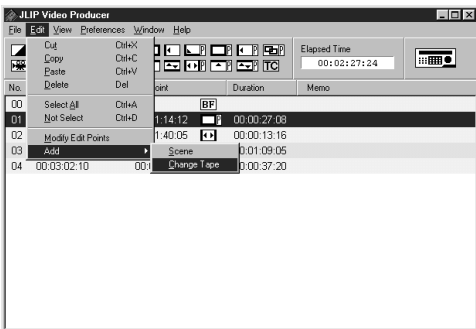 JLIP Video Producer
File Edit View Preferences Window Help
Cut Ctrl+X
Copy Ctrl+C
Paste Ctrl+V
Delete Del
Select All Ctrl+A
Not Select Ctrl+D
Modify Edit Points
Add
Scene
Change Tape
P P P P
P P P TC
Elapsed Time
00:02:27:24
No. oint Duration Memo
00 BF
01 1:14:12 P 00:00:27:08
02 1:40:05 00:00:13:16
03 0:01:09:05
04 00:03:02:10 00: 0:00:37:20